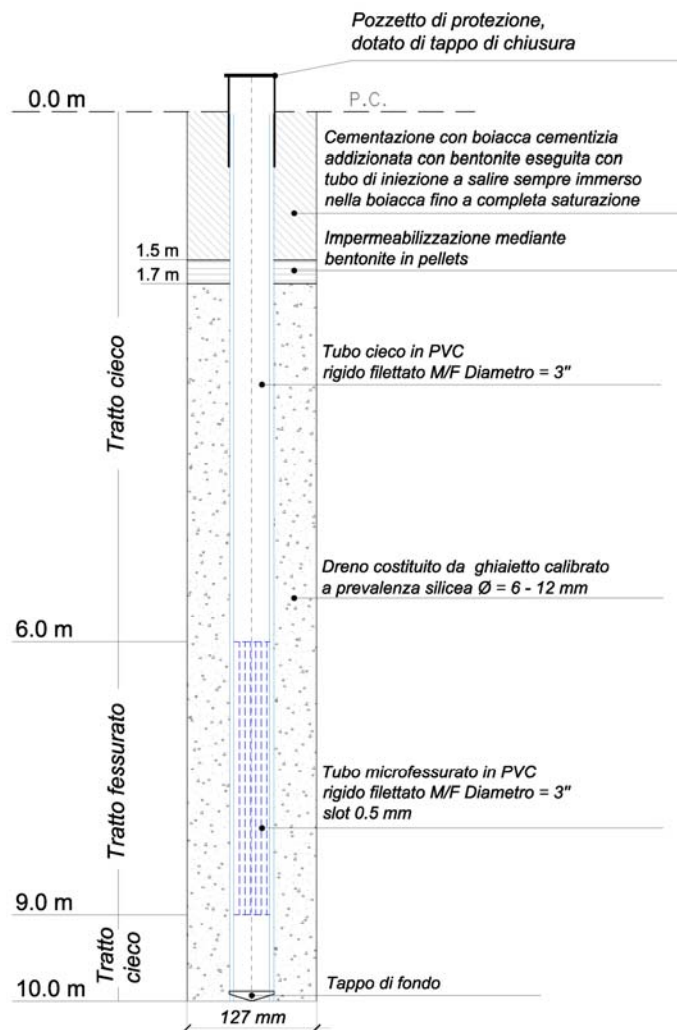 Pozzetto di protezione,
dotato di tappo di chiusura
0.0 m
P.C.
Cementazione con boiacca cementizia
addizionata con bentonite eseguita con
tubo di iniezione a salire sempre immerso
nella boiacca fino a completa saturazione
1.5 m
Impermeabilizzazione mediante
bentonite in pellets
1.7 m
Tratto cieco
Tubo cieco in PVC
rigido filettato M/F Diametro = 3"
Dreno costituito da ghiaietto calibrato
a prevalenza silicea Ø = 6 - 12 mm
6.0 m
Tratto fessurato
Tubo microfessurato in PVC
rigido filettato M/F Diametro = 3"
slot 0.5 mm
9.0 m
Tratto
cieco
Tappo di fondo
10.0 m
127 mm